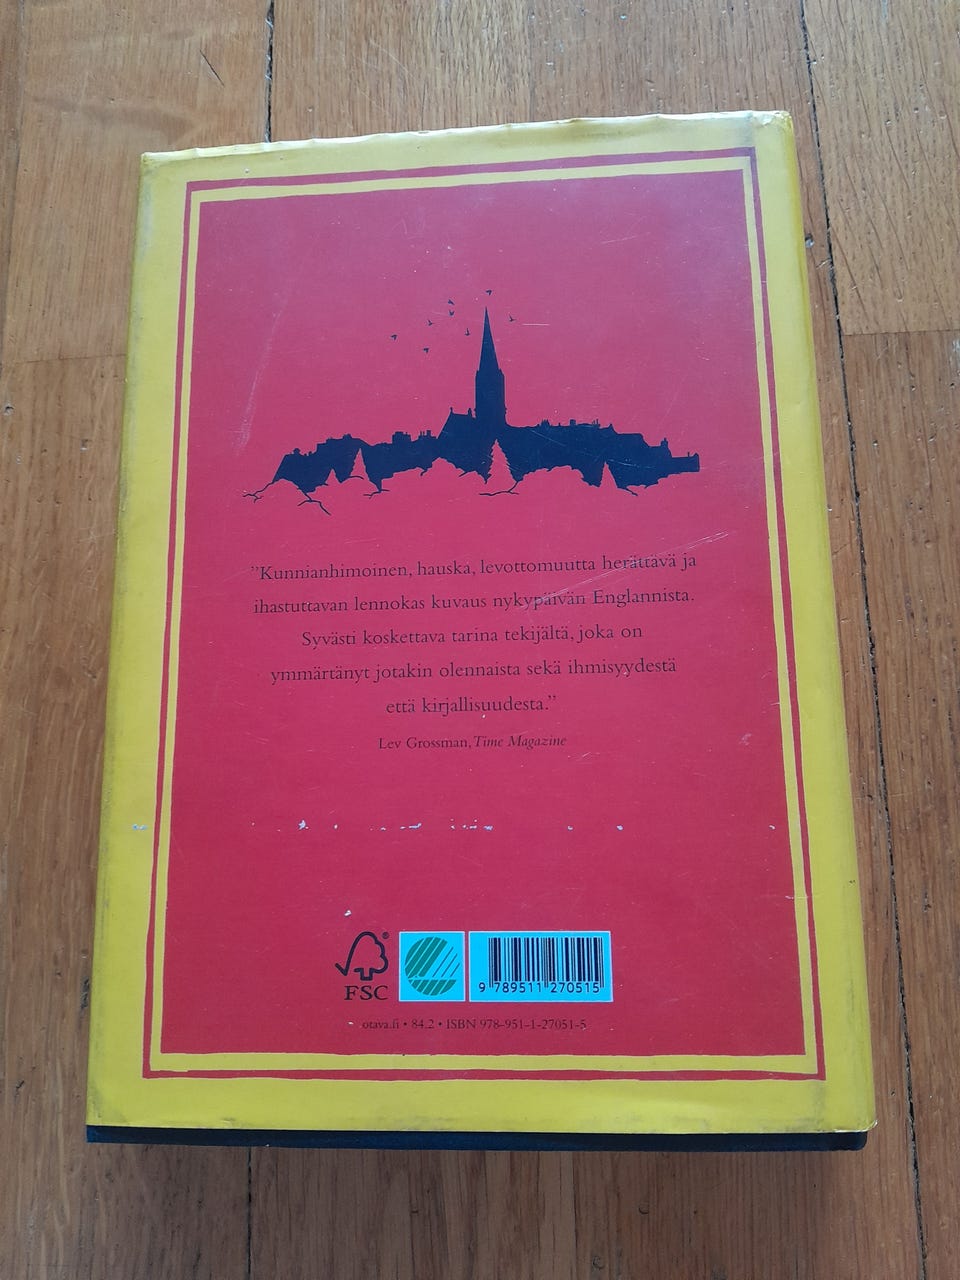 ”Kunnianhimoinen, hauska, levottomuutta herättävä ja
ihastuttavan lennokas kuvaus nykypäivän Englannista.
Syvästi koskettava tarina tekijältä, joka on
ymmärtänyt jotakin olennaista sekä ihmisyydestä
että kirjallisuudesta.”
Lev Grossman, Time Magazine
®
FSC
9 789511 270515
otava.fi • 84.2 • ISBN 978-951-1-27051-5